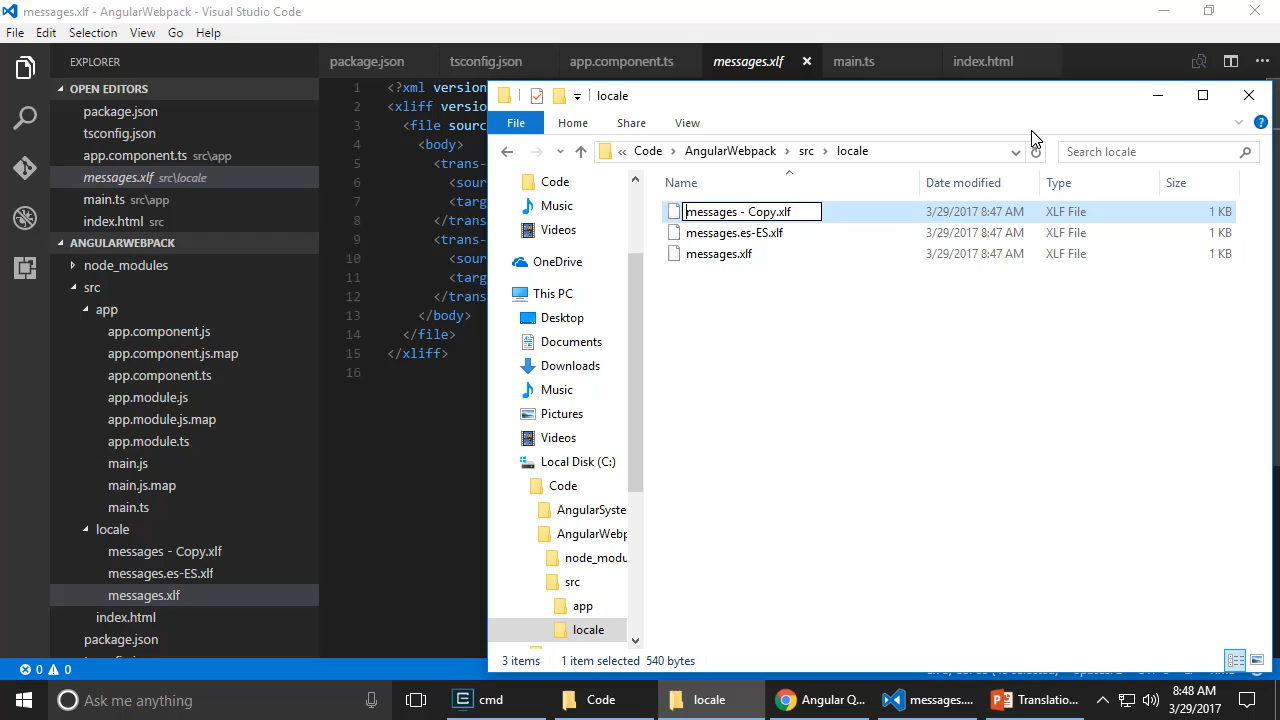 messages.xlf - AngularWebpack - Visual Studio Code
File Edit Selection View Go Help
EXPLORER
OPEN EDITORS
package.json
tsconfig.json
app.component.ts src\app
messages.xlf src\locale
main.ts src\app
index.html src
ANGULARWEBPACK
node_modules
src
app
app.component.js
app.component.js.map
app.component.ts
app.module.js
app.module.js.map
app.module.ts
main.js
main.js.map
main.ts
locale
messages - Copy.xlf
messages.es-ES.xlf
messages.xlf
index.html
package.json
package.json tsconfig.json app.component.ts messages.xlf main.ts index.html
1 <?xml version
2 <xliff versio
3 <file sourc
4 <body>
5 <trans-
6 <sour
7 <targ
8 </trans
9 <trans-
10 <sour
11 <targ
12 </trans
13 </body>
14 </file>
15 </xliff>
16
locale
File Home Share View
« Code AngularWebpack src locale
Search locale
Code
Music
Videos
OneDrive
This PC
Desktop
Documents
Downloads
Music
Pictures
Videos
Local Disk (C:)
Code
AngularSyste
AngularWebp
node_modu
src
app
locale
Name Date modified Type Size
messages - Copy.xlf 3/29/2017 8:47 AM XLF File 1 KB
messages.es-ES.xlf 3/29/2017 8:47 AM XLF File 1 KB
messages.xlf 3/29/2017 8:47 AM XLF File 1 KB
3 items 1 item selected 540 bytes
0 0
Ask me anything
cmd
Code
locale
Angular Q...
messages....
Translatio...
8:48 AM
3/29/2017